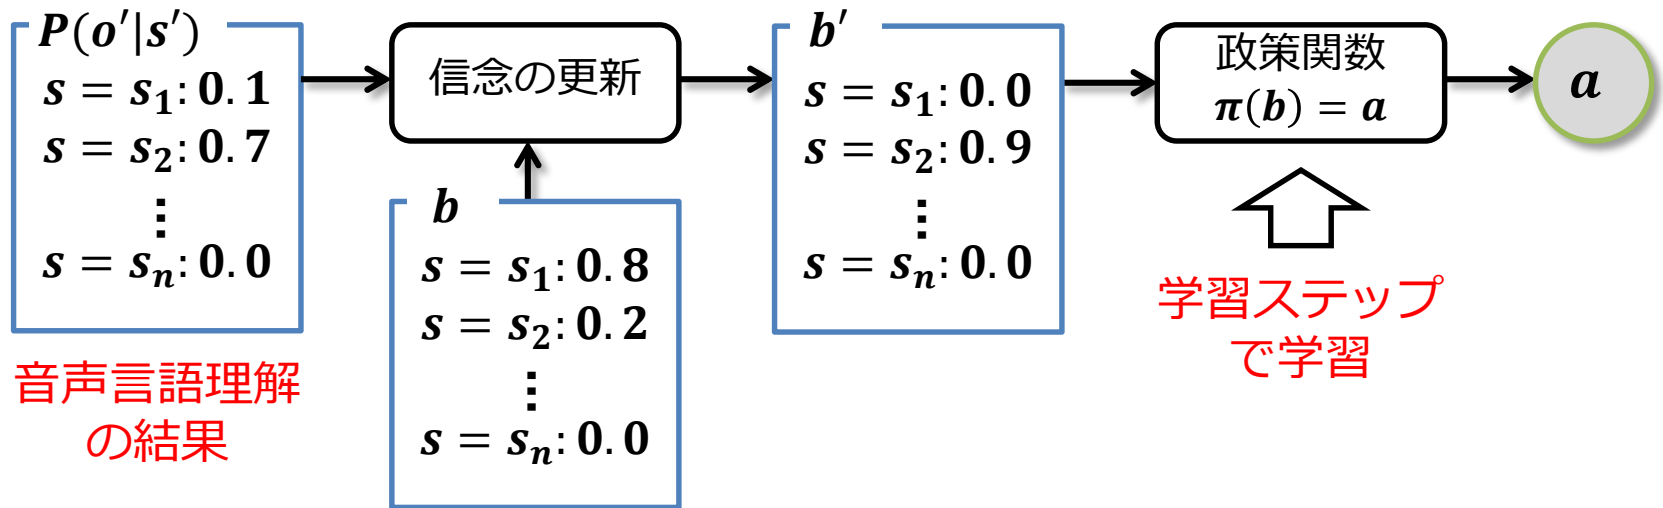 P(o′|s′)
s = s₁: 0.1
s = s₂: 0.7
⋮
s = sₙ: 0.0
音声言語理解
の結果
信念の更新
b
s = s₁: 0.8
s = s₂: 0.2
⋮
s = sₙ: 0.0
b′
s = s₁: 0.0
s = s₂: 0.9
⋮
s = sₙ: 0.0
政策関数
π(b) = a
学習ステップ
で学習
a